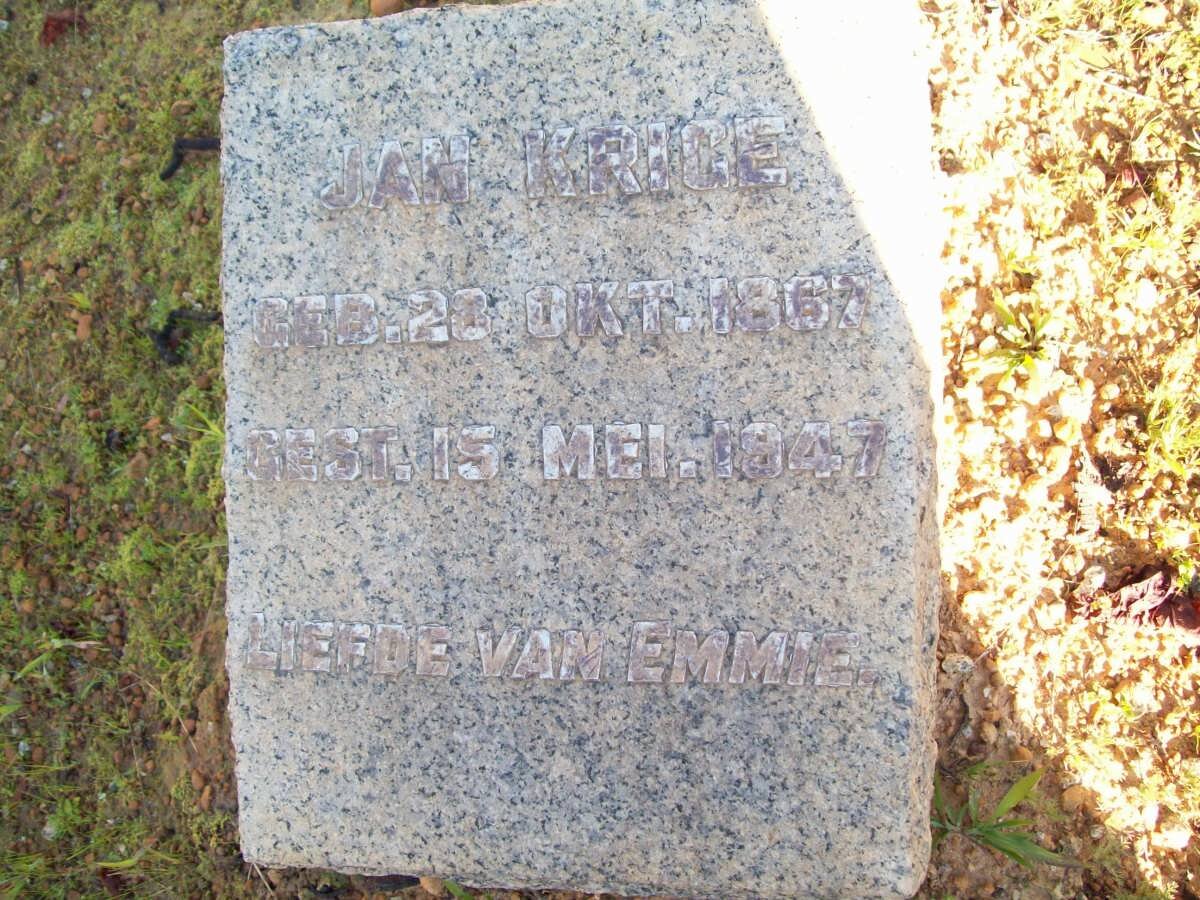 JAN KRIGE
GEB. 28 OKT. 1867
GEST. 15 MEI. 1947
LIEFDE VAN EMMIE.